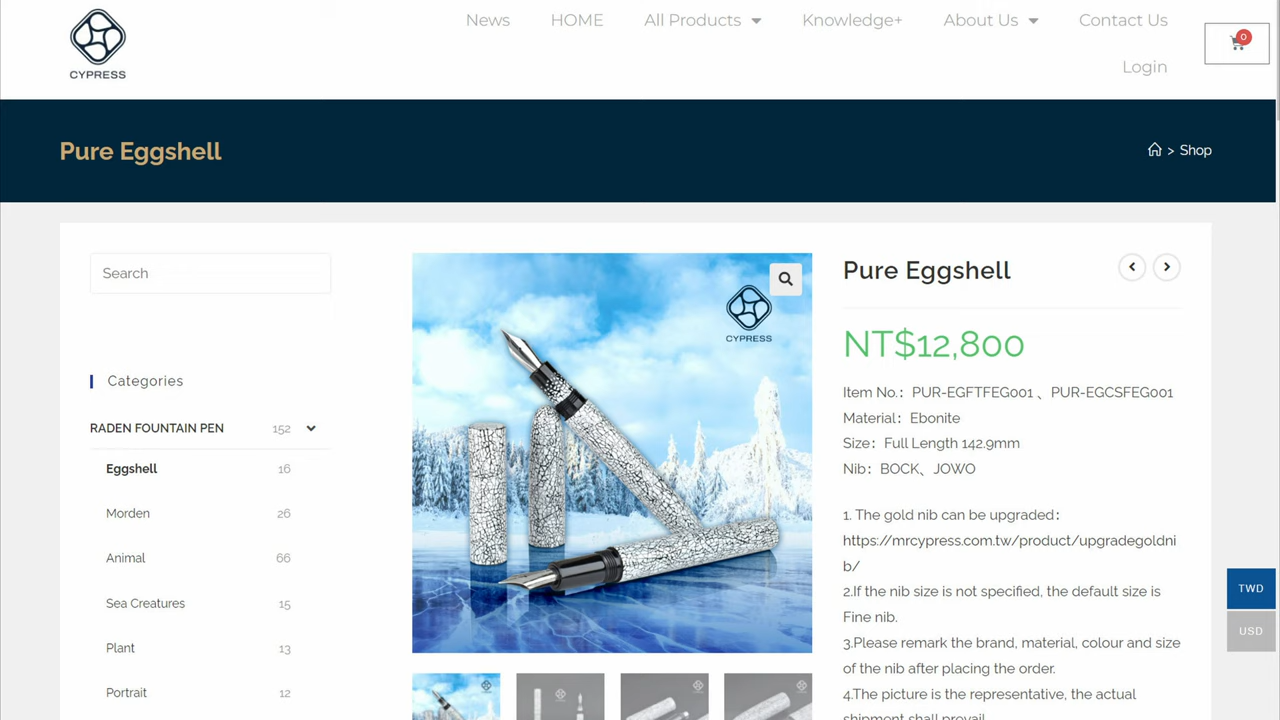 News HOME All Products Knowledge+ About Us Contact Us
0
Login
CYPRESS
Pure Eggshell
> Shop
Search
Categories
RADEN FOUNTAIN PEN 152
Eggshell 16
Morden 26
Animal 66
Sea Creatures 15
Plant 13
Portrait 12
CYPRESS
Pure Eggshell
NT$12,800
Item No.：PUR-EGFTFEG001 、PUR-EGCSFEG001
Material：Ebonite
Size：Full Length 142.9mm
Nib：BOCK、JOWO
1. The gold nib can be upgraded：
https://mrcypress.com.tw/product/upgradegoldni
b/
2.If the nib size is not specified, the default size is
Fine nib.
3.Please remark the brand, material, colour and size
of the nib after placing the order.
4.The picture is the representative, the actual
shipment shall prevail
TWD
USD